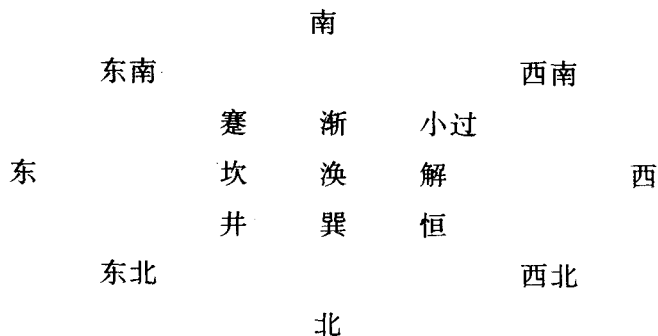 南
东南 西南
蹇 渐 小过
东 坎 涣 解 西
井 巽 恒
东北 西北
北